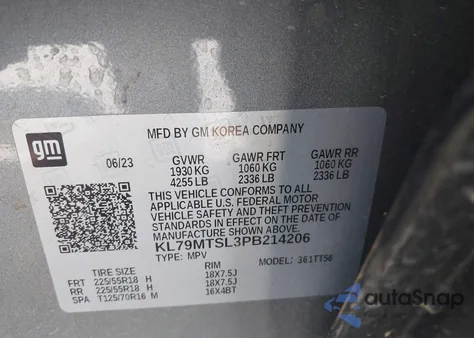 MFD BY GM KOREA COMPANY
gm
06/23 GVWR GAWR FRT GAWR RR
1930 KG 1060 KG 1060 KG
4255 LB 2336 LB 2336 LB
THIS VEHICLE CONFORMS TO ALL
APPLICABLE U.S. FEDERAL MOTOR
VEHICLE SAFETY AND THEFT PREVENTION
STANDARDS IN EFFECT ON THE DATE OF
MANUFACTURE SHOWN ABOVE.
KL79MTSL3PB214206
TYPE: MPV MODEL: 361TT56
TIRE SIZE RIM
FRT 225/55R18 H 18X7.5J
RR 225/55R18 H 18X7.5J
SPA T125/70R16 M 16X4BT
autoSnap